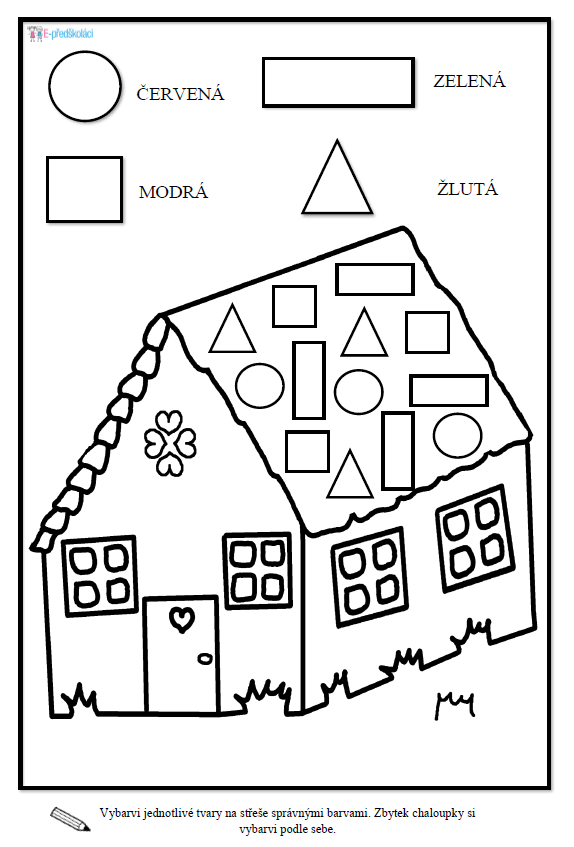 E-předškoláci
ČERVENÁ
ZELENÁ
MODRÁ
ŽLUTÁ
Vybarvi jednotlivé tvary na střeše správnými barvami. Zbytek chaloupky si
vybarvi podle sebe.